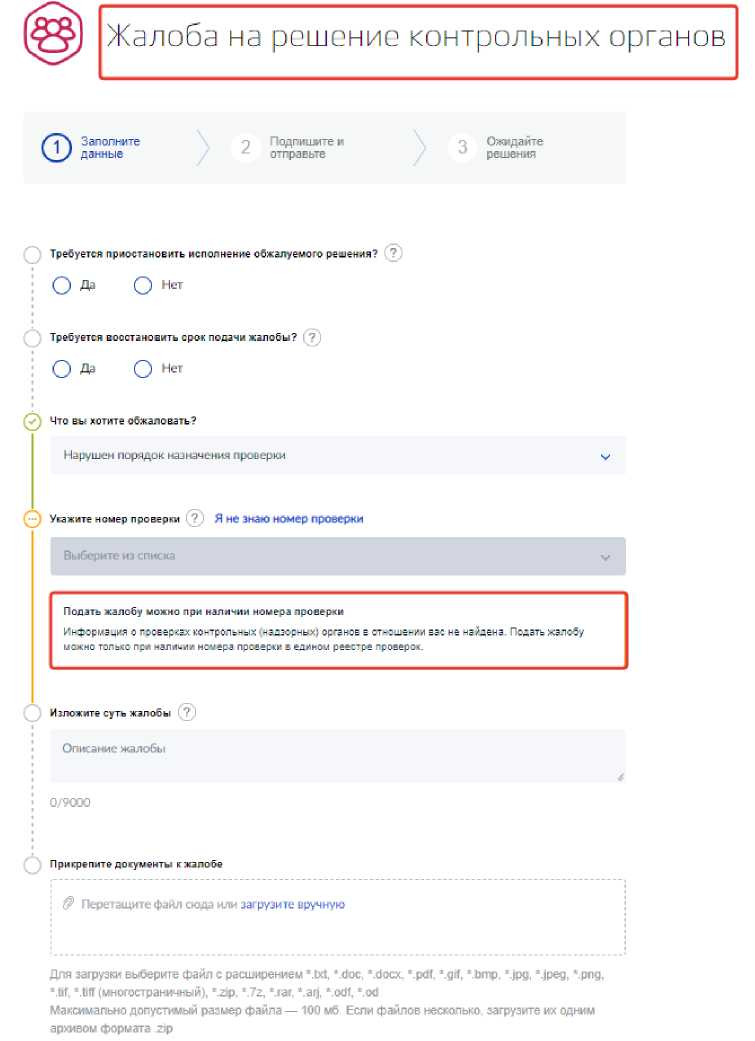 Жалоба на решение контрольных органов
1 Заполните данные
2 Подпишите и отправьте
3 Ожидайте решения
Требуется приостановить исполнение обжалуемого решения? ?
Да Нет
Требуется восстановить срок подачи жалобы? ?
Да Нет
Что вы хотите обжаловать?
Нарушен порядок назначения проверки
Укажите номер проверки ? Я не знаю номер проверки
Выберите из списка
Подать жалобу можно при наличии номера проверки
Информация о проверках контрольных (надзорных) органов в отношении вас не найдена. Подать жалобу
можно только при наличии номера проверки в едином реестре проверок.
Изложите суть жалобы ?
Описание жалобы
0/9000
Прикрепите документы к жалобе
Перетащите файл сюда или загрузите вручную
Для загрузки выберите файл с расширением *.txt, *.doc, *.docx, *.pdf, *.gif, *.bmp, *.jpg, *.jpeg, *.png,
*.tif, *.tiff (многостраничный), *.zip, *.7z, *.rar, *.arj, *.odf, *.od
Максимально допустимый размер файла — 100 мб. Если файлов несколько, загрузите их одним
архивом формата .zip